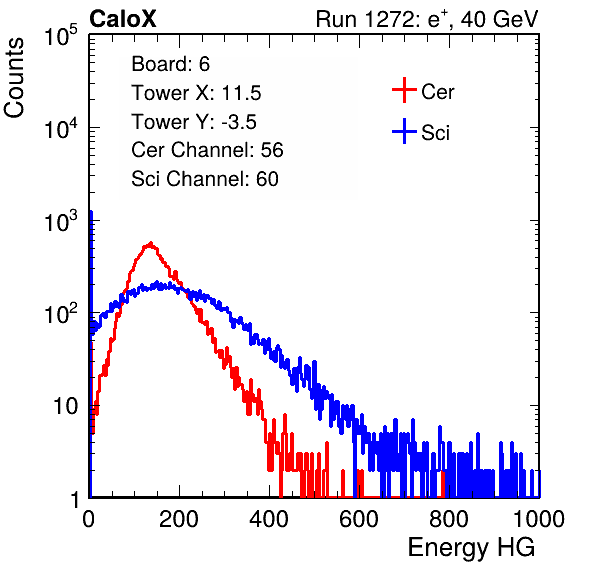 CaloX Run 1272: e⁺, 40 GeV
Counts
Board: 6
Tower X: 11.5
Tower Y: -3.5
Cer Channel: 56
Sci Channel: 60
Cer
Sci
10⁵
10⁴
10³
10²
10
1
0 200 400 600 800 1000
Energy HG